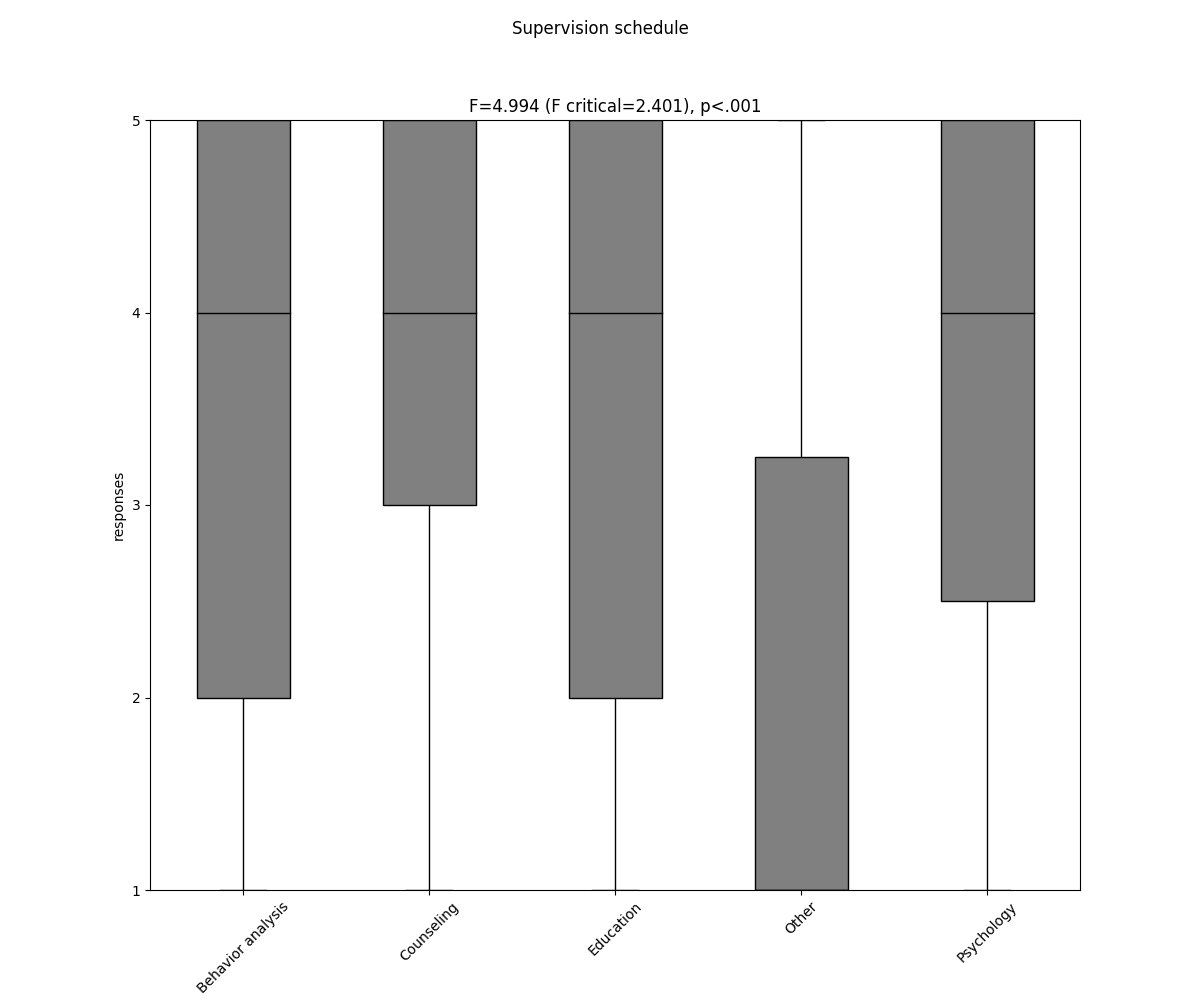 Supervision schedule
F=4.994 (F critical=2.401), p<.001
responses
5
4
3
2
1
Behavior analysis
Counseling
Education
Other
Psychology